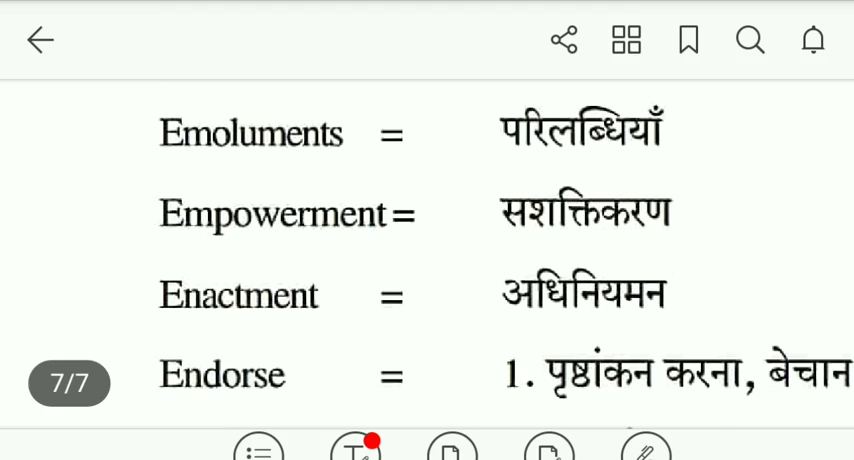 Emoluments = परिलब्धियाँ
Empowerment = सशक्तिकरण
Enactment = अधिनियमन
7/7
Endorse = 1. पृष्ठांकन करना, बेचान